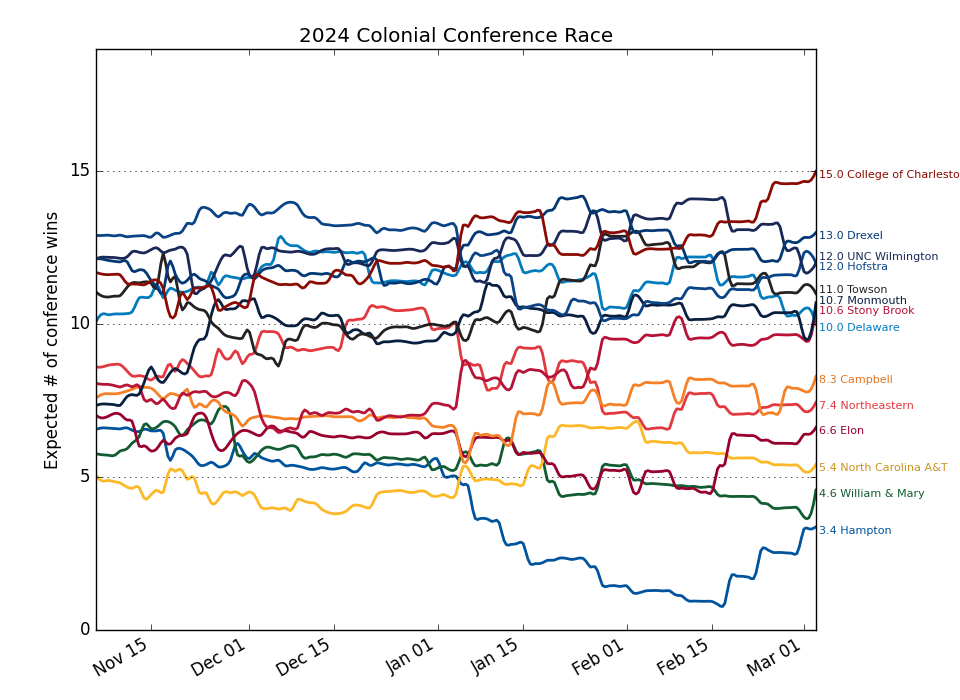 2024 Colonial Conference Race
Expected # of conference wins
15
10
5
0
15.0 College of Charlesto
13.0 Drexel
12.0 UNC Wilmington
12.0 Hofstra
11.0 Towson
10.7 Monmouth
10.6 Stony Brook
10.0 Delaware
8.3 Campbell
7.4 Northeastern
6.6 Elon
5.4 North Carolina A&T
4.6 William & Mary
3.4 Hampton
Nov 15
Dec 01
Dec 15
Jan 01
Jan 15
Feb 01
Feb 15
Mar 01